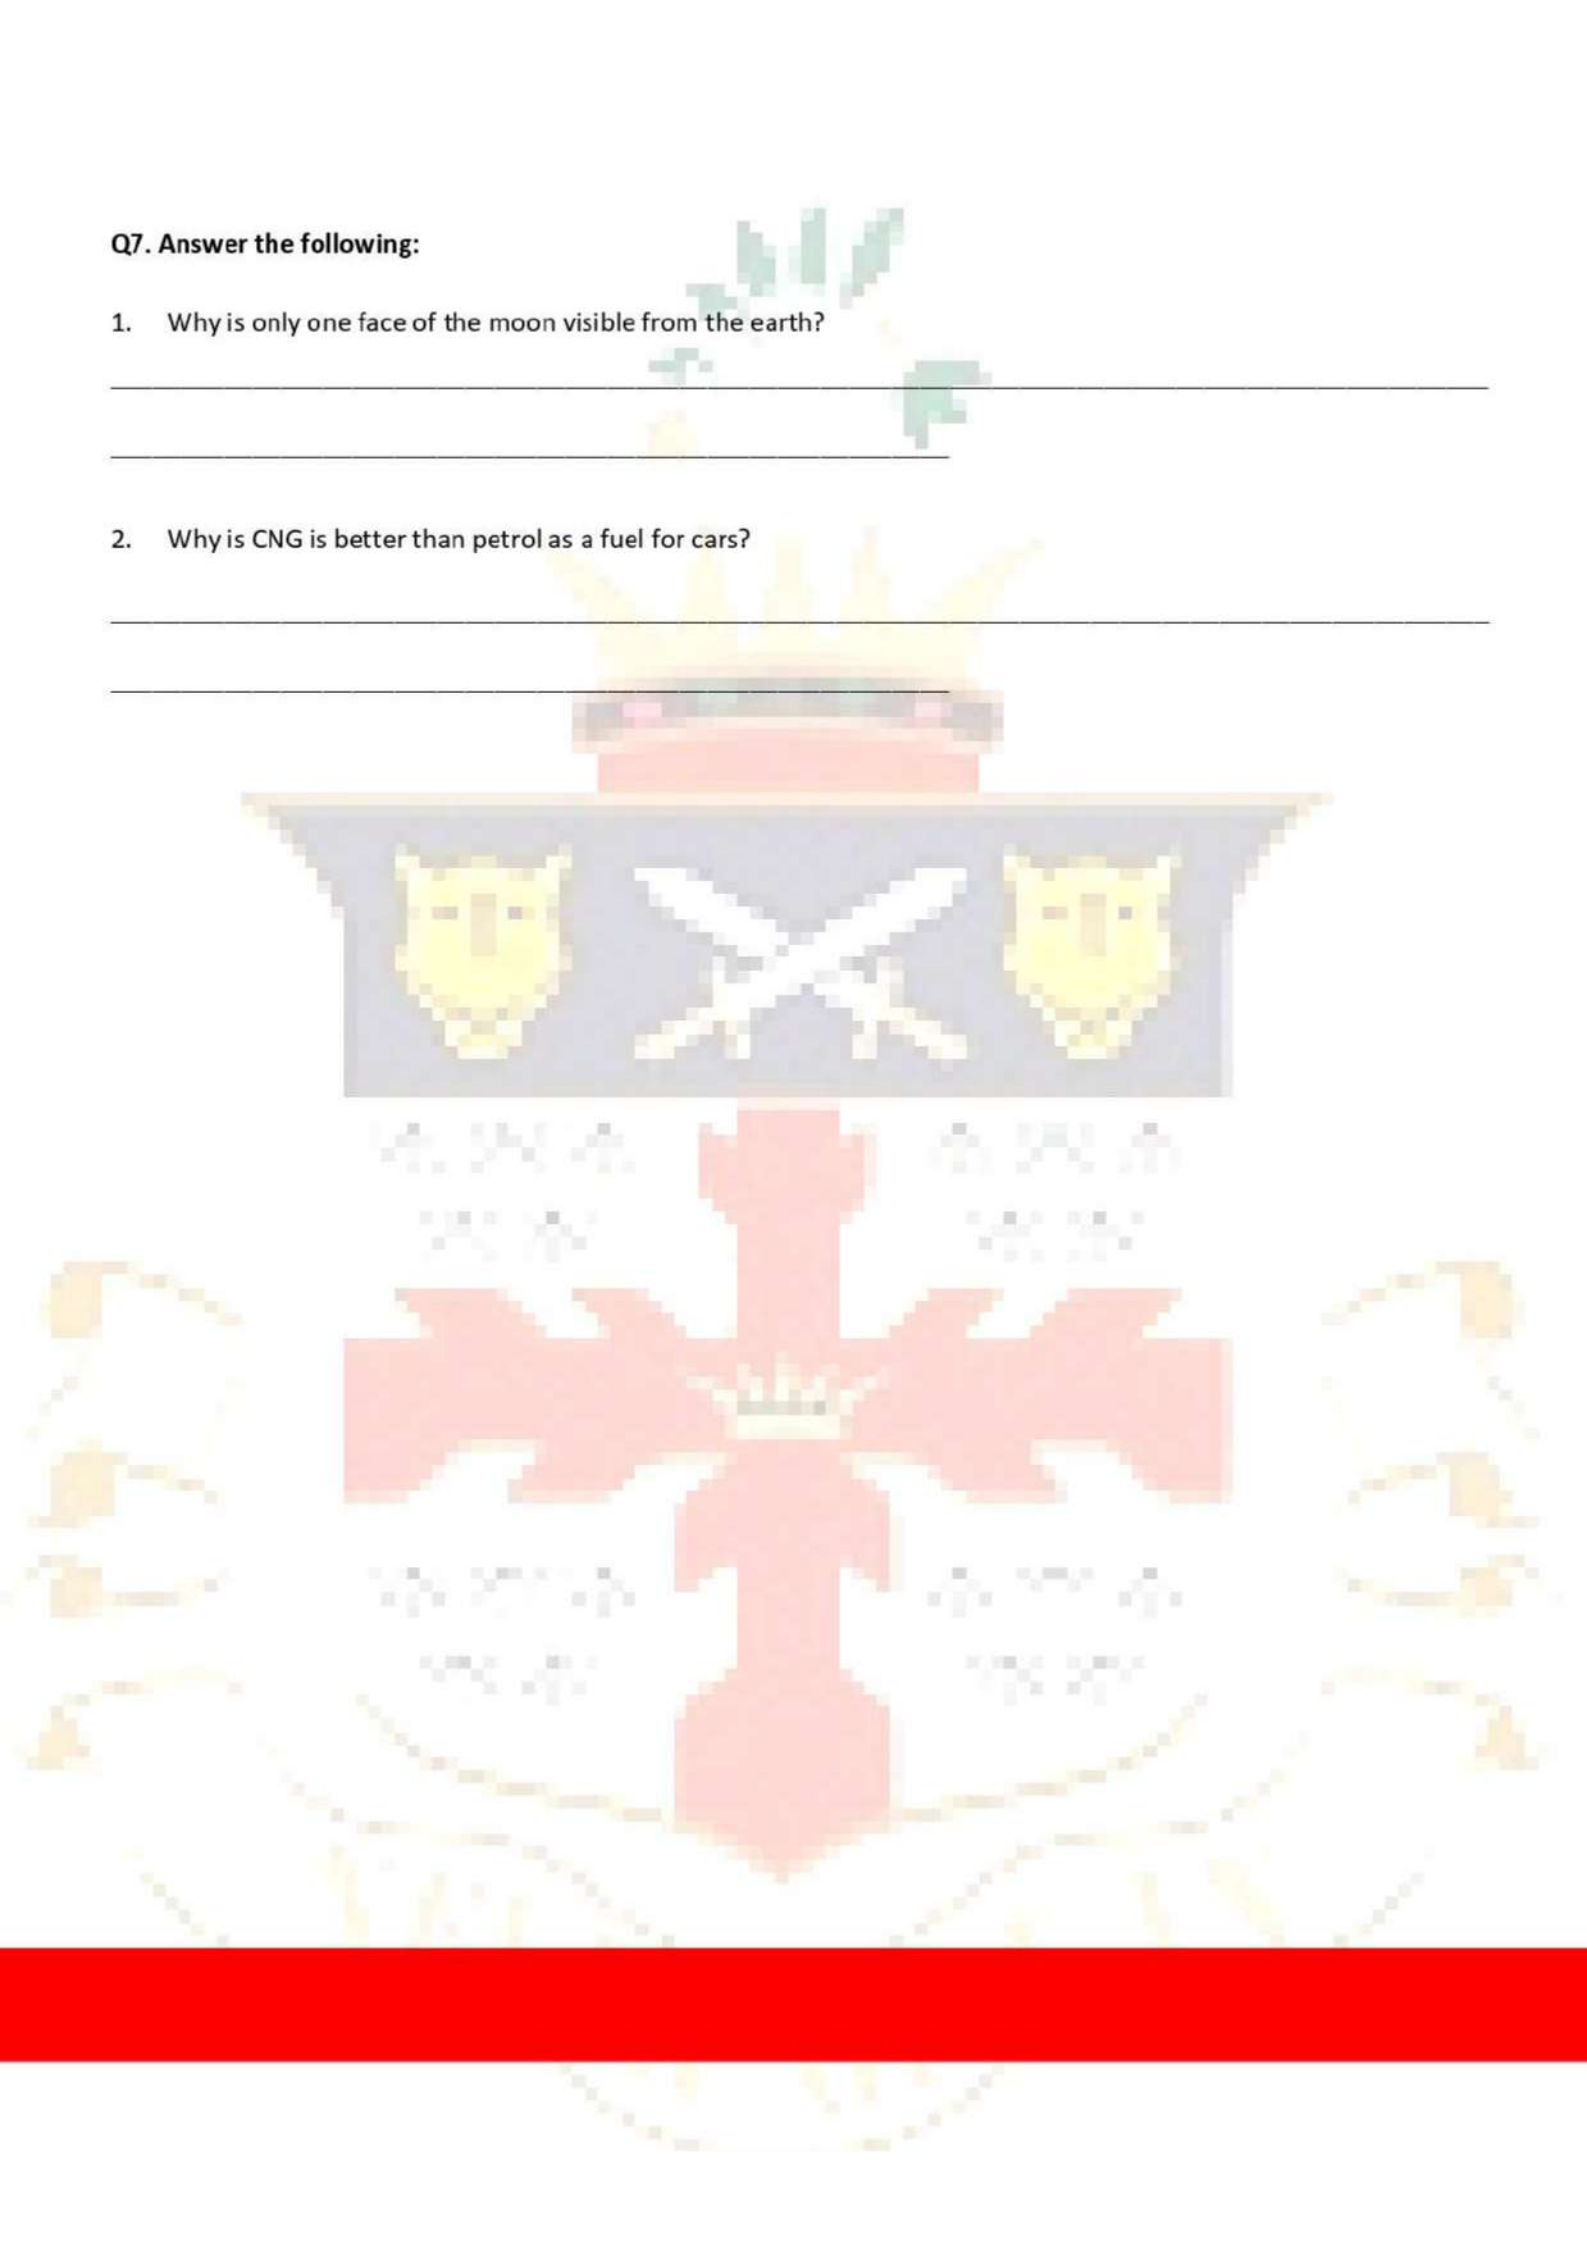 Q7. Answer the following:
1. Why is only one face of the moon visible from the earth?
2. Why is CNG is better than petrol as a fuel for cars?